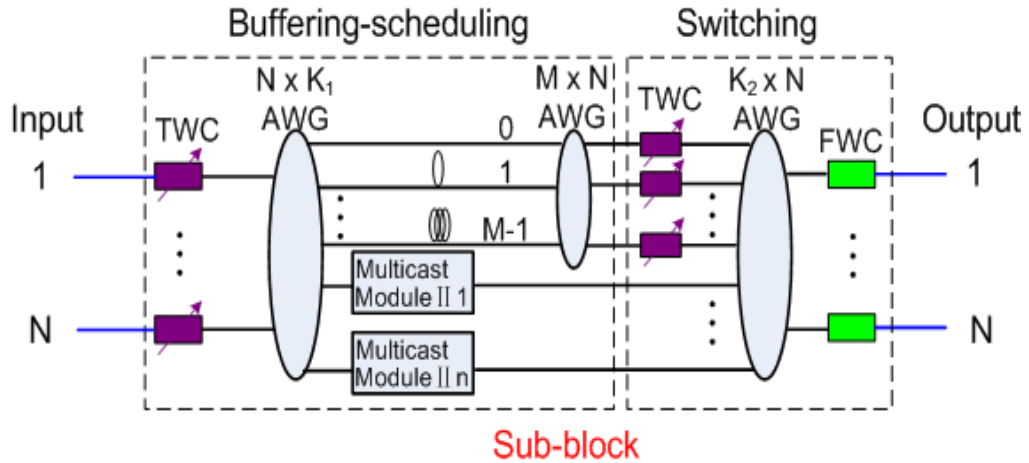 Buffering-scheduling
Switching
N x K₁
AWG
M x N
AWG
K₂ x N
AWG
Input
TWC
0
TWC
FWC
Output
1
1
1
M-1
Multicast
Module II 1
N
Multicast
Module II n
N
Sub-block